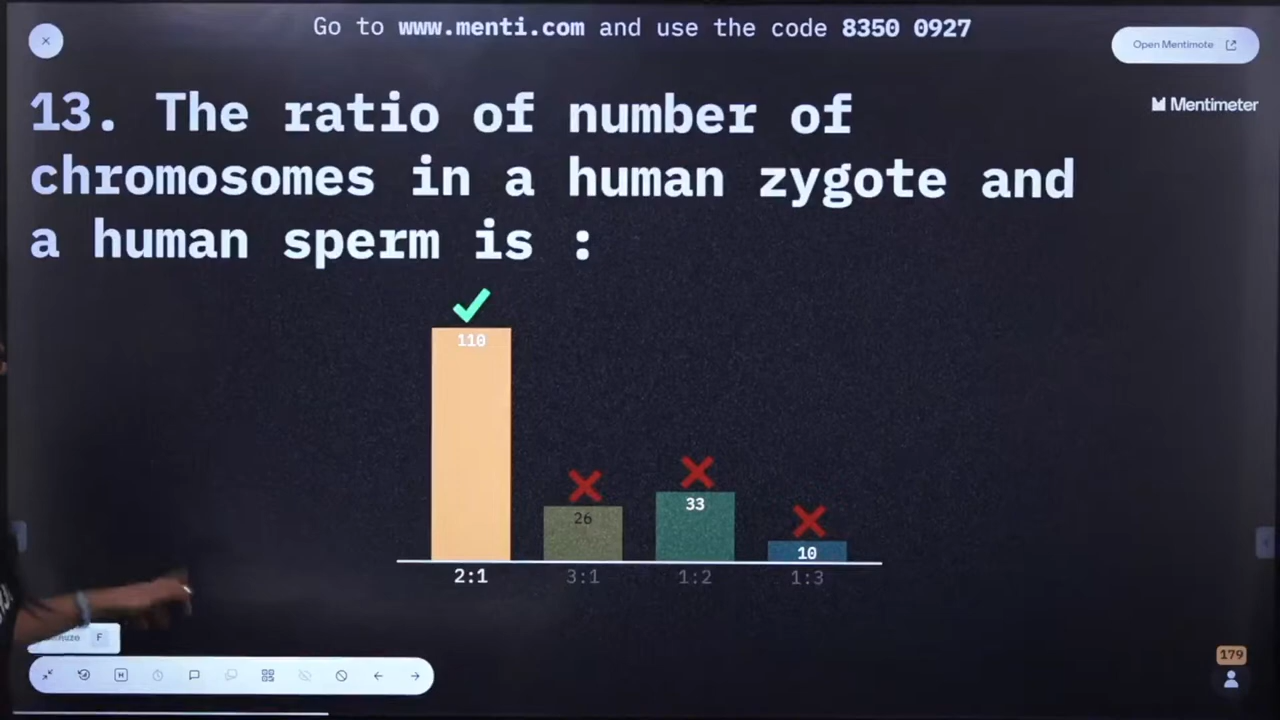 Go to www.menti.com and use the code 8350 0927
Open Mentimote
Mentimeter
13. The ratio of number of
chromosomes in a human zygote and
a human sperm is :
110
26
33
10
2:1
3:1
1:2
1:3
F
H
179